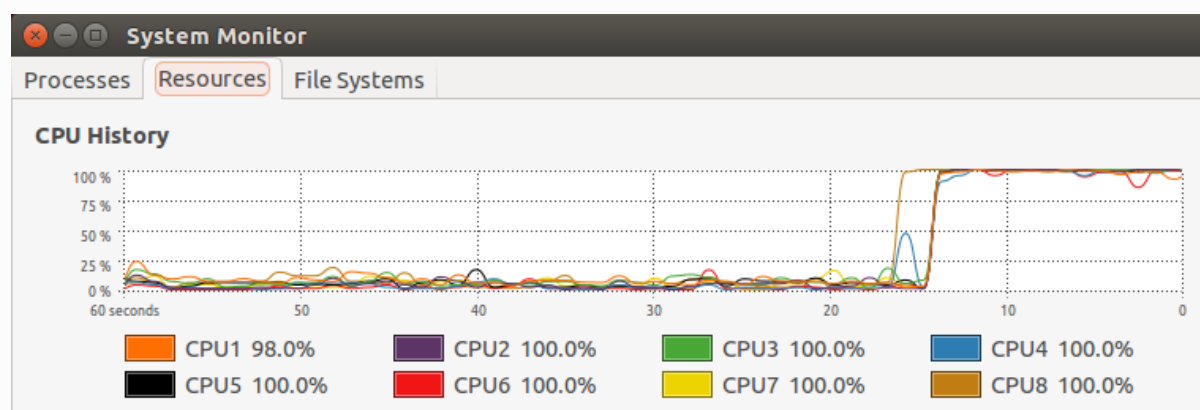 System Monitor
Processes Resources File Systems
CPU History
100 %
75 %
50 %
25 %
0 %
60 seconds 50 40 30 20 10 0
CPU1 98.0% CPU2 100.0% CPU3 100.0% CPU4 100.0%
CPU5 100.0% CPU6 100.0% CPU7 100.0% CPU8 100.0%